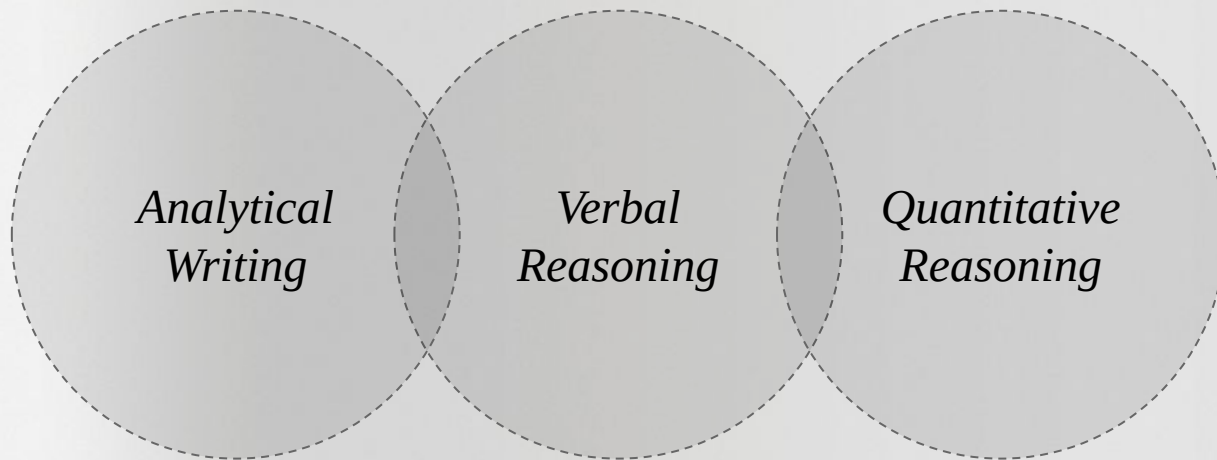 Analytical
Writing
Verbal
Reasoning
Quantitative
Reasoning